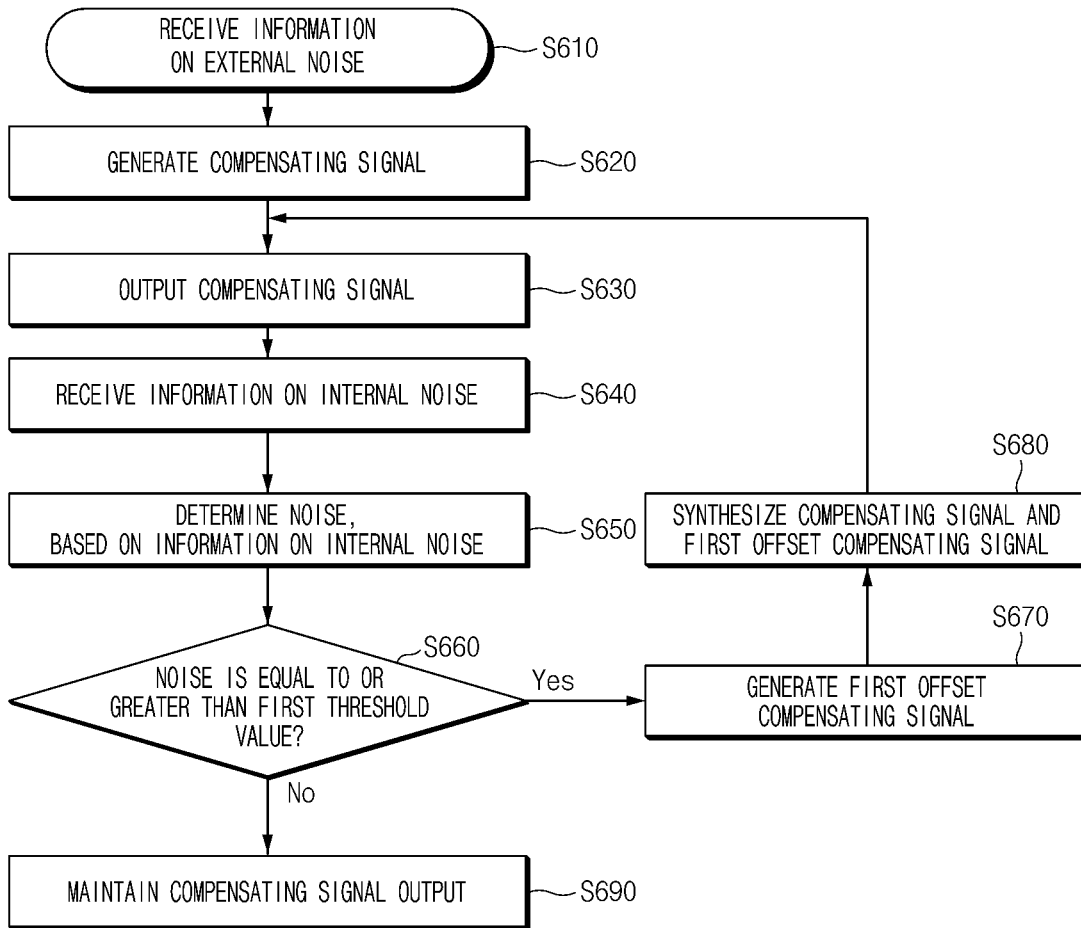 RECEIVE INFORMATION
ON EXTERNAL NOISE
S610
GENERATE COMPENSATING SIGNAL
S620
OUTPUT COMPENSATING SIGNAL
S630
RECEIVE INFORMATION ON INTERNAL NOISE
S640
DETERMINE NOISE,
BASED ON INFORMATION ON INTERNAL NOISE
S650
S660
NOISE IS EQUAL TO OR
GREATER THAN FIRST THRESHOLD
VALUE?
Yes
No
S670
GENERATE FIRST OFFSET
COMPENSATING SIGNAL
S680
SYNTHESIZE COMPENSATING SIGNAL AND
FIRST OFFSET COMPENSATING SIGNAL
MAINTAIN COMPENSATING SIGNAL OUTPUT
S690